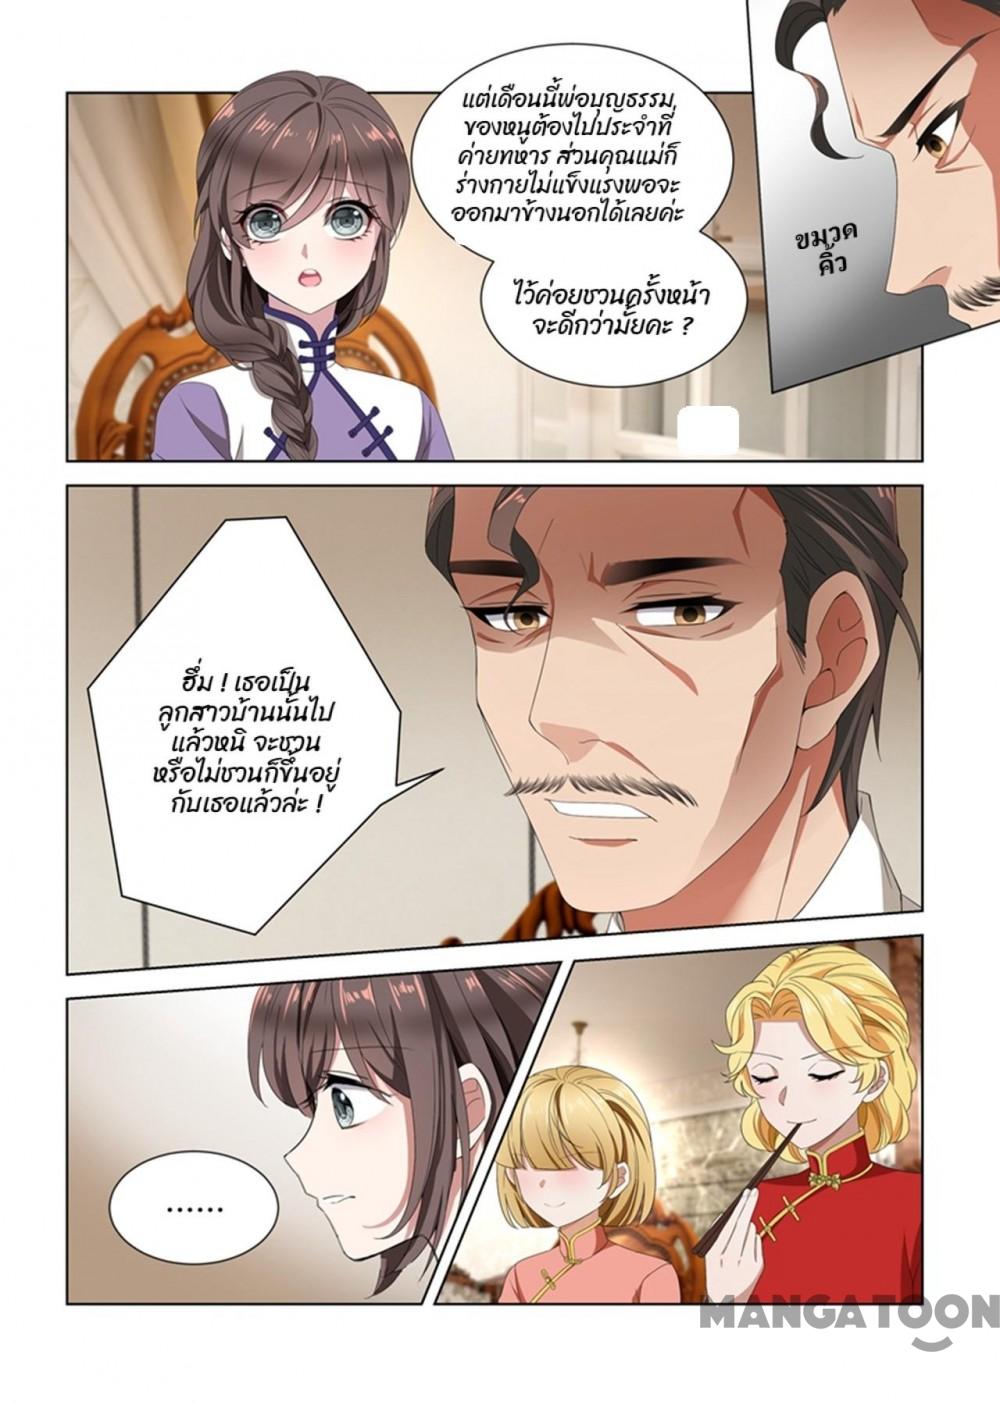 แต่เดือนนี้พ่อบุญธรรม
ของหนูต้องไปประจำที่
ค่ายทหาร ส่วนคุณแม่ก็
ร่างกายไม่แข็งแรงพอจะ
ออกมาข้างนอกได้เลยค่ะ
ไว้ค่อยชวนครั้งหน้า
จะดีกว่ามั้ยคะ ?
ขมวด
คิ้ว
ฮึ่ม ! เธอเป็น
ลูกสาวบ้านนั้นไป
แล้วหนิ จะชวน
หรือไม่ชวนก็ขึ้นอยู่
กับเธอแล้วล่ะ !
......
MANGATOON